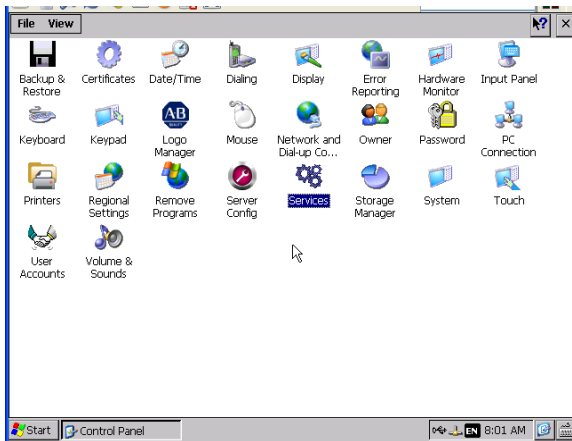 File View
?
Backup & Restore
Certificates
Date/Time
Dialing
Display
Error Reporting
Hardware Monitor
Input Panel
Keyboard
Keypad
AB
Logo Manager
Mouse
Network and Dial-up Co...
Owner
Password
PC Connection
Printers
Regional Settings
Remove Programs
Server Config
Services
Storage Manager
System
Touch
User Accounts
Volume & Sounds
Start
Control Panel
EN 8:01 AM